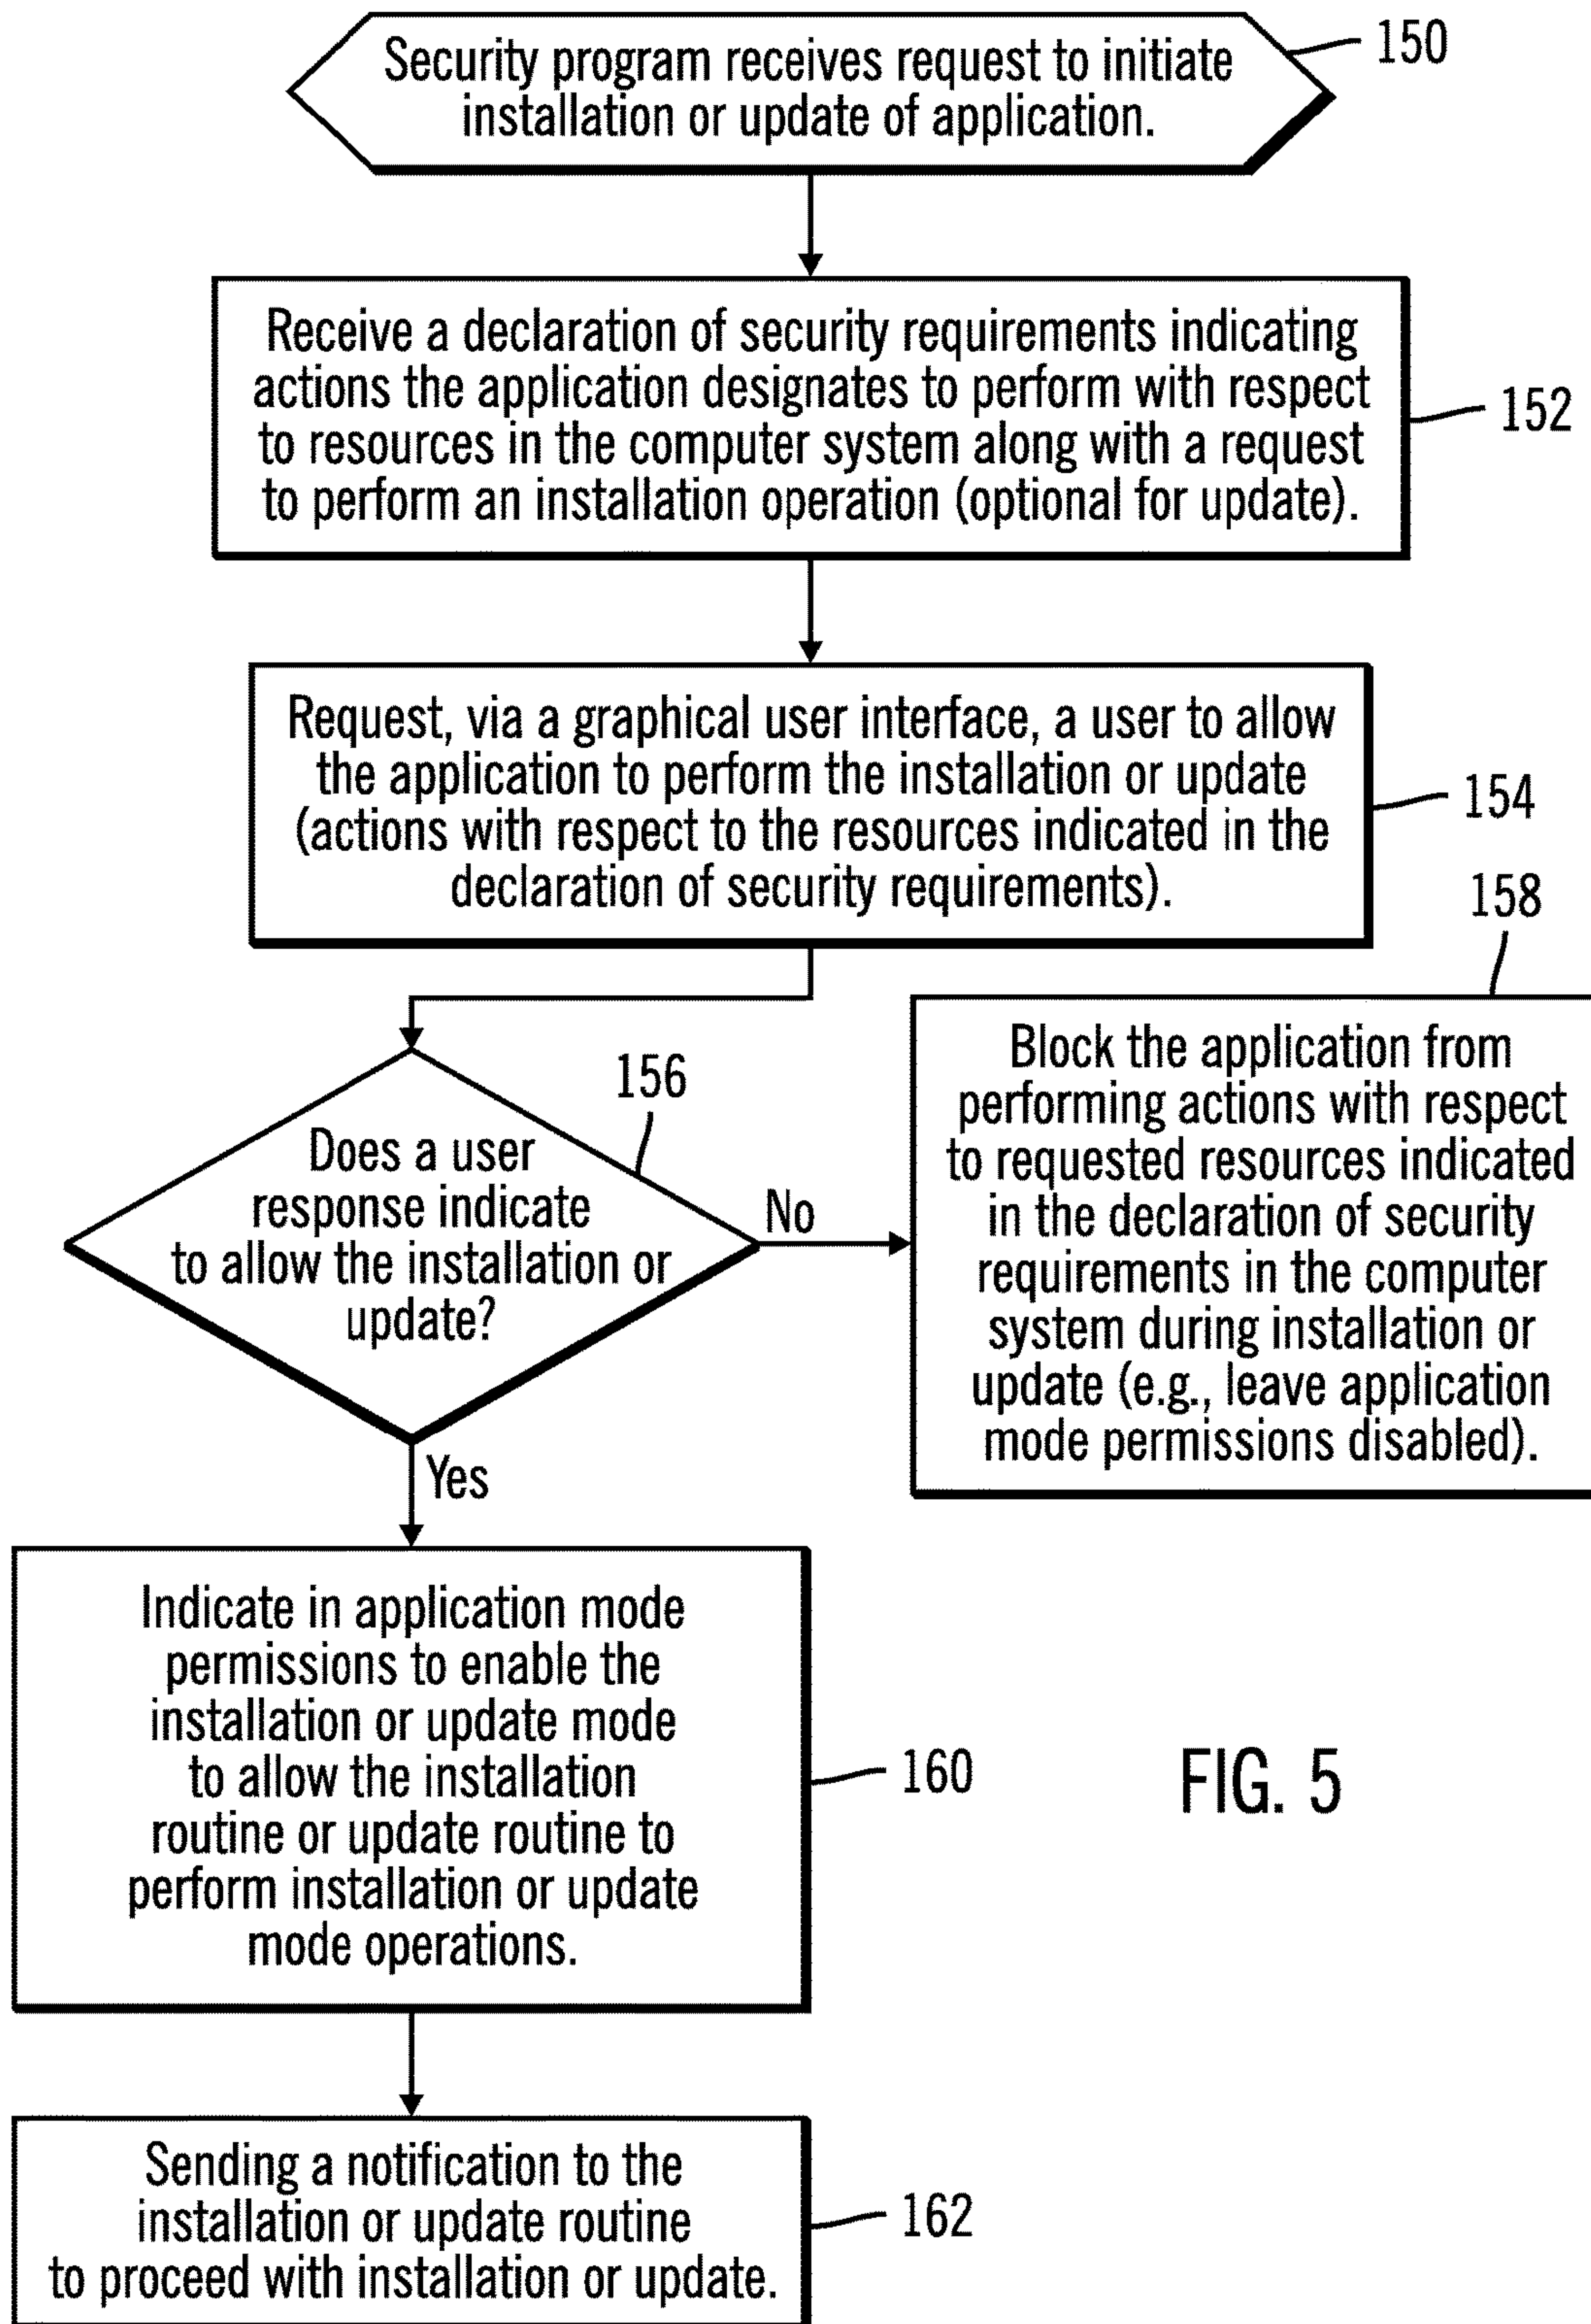 Security program receives request to initiate
installation or update of application.
150
Receive a declaration of security requirements indicating
actions the application designates to perform with respect
to resources in the computer system along with a request
to perform an installation operation (optional for update).
152
Request, via a graphical user interface, a user to allow
the application to perform the installation or update
(actions with respect to the resources indicated in the
declaration of security requirements).
154
156
Does a user
response indicate
to allow the installation or
update?
No
158
Block the application from
performing actions with respect
to requested resources indicated
in the declaration of security
requirements in the computer
system during installation or
update (e.g., leave application
mode permissions disabled).
Yes
Indicate in application mode
permissions to enable the
installation or update mode
to allow the installation
routine or update routine to
perform installation or update
mode operations.
160
FIG. 5
Sending a notification to the
installation or update routine
to proceed with installation or update.
162